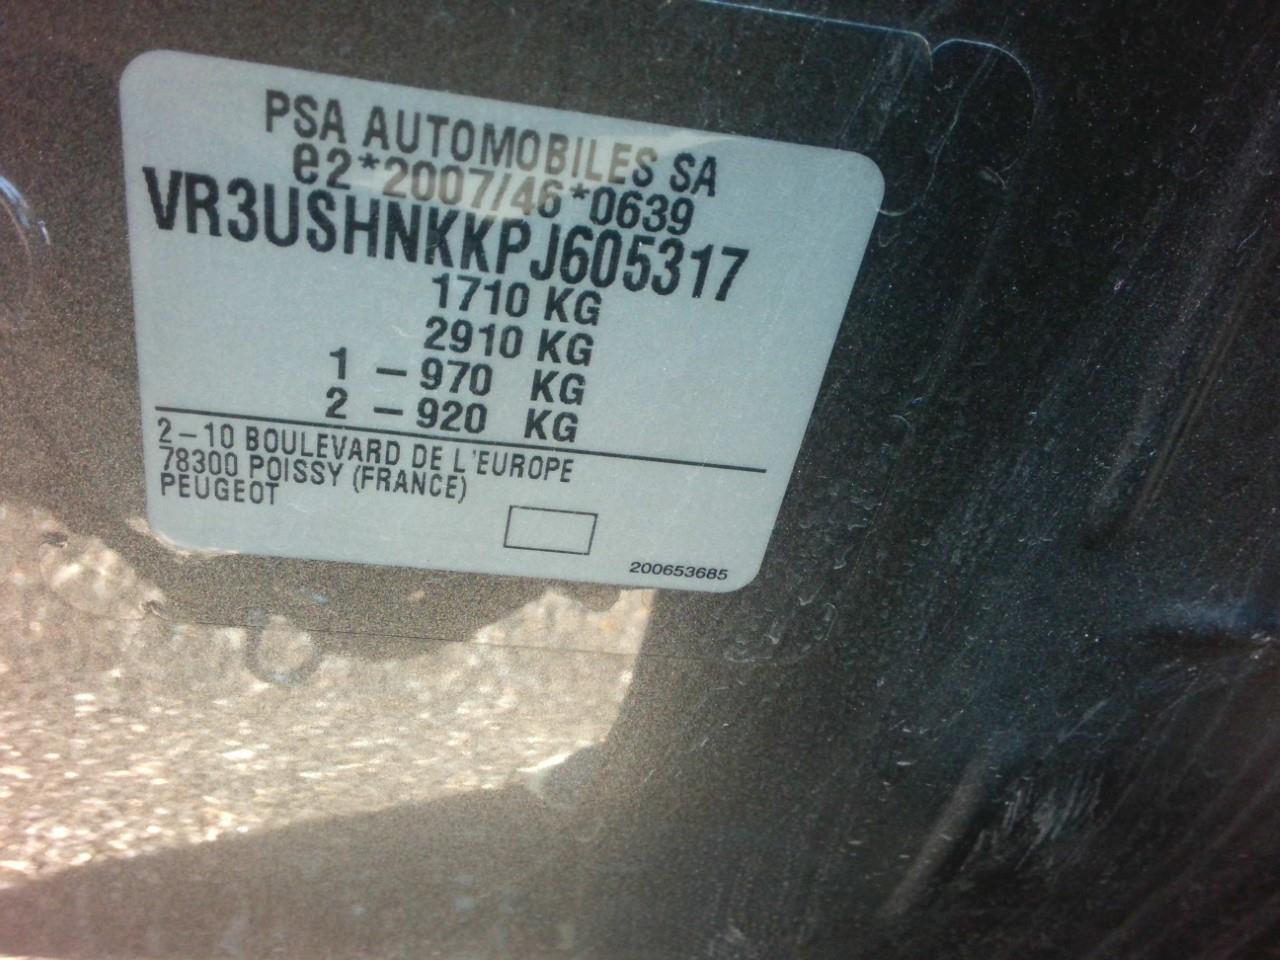 PSA AUTOMOBILES SA
e2*2007/46*0639
VR3USHNKKPJ605317
1710 KG
2910 KG
1 – 970 KG
2 – 920 KG
2–10 BOULEVARD DE L'EUROPE
78300 POISSY (FRANCE)
PEUGEOT
200653685